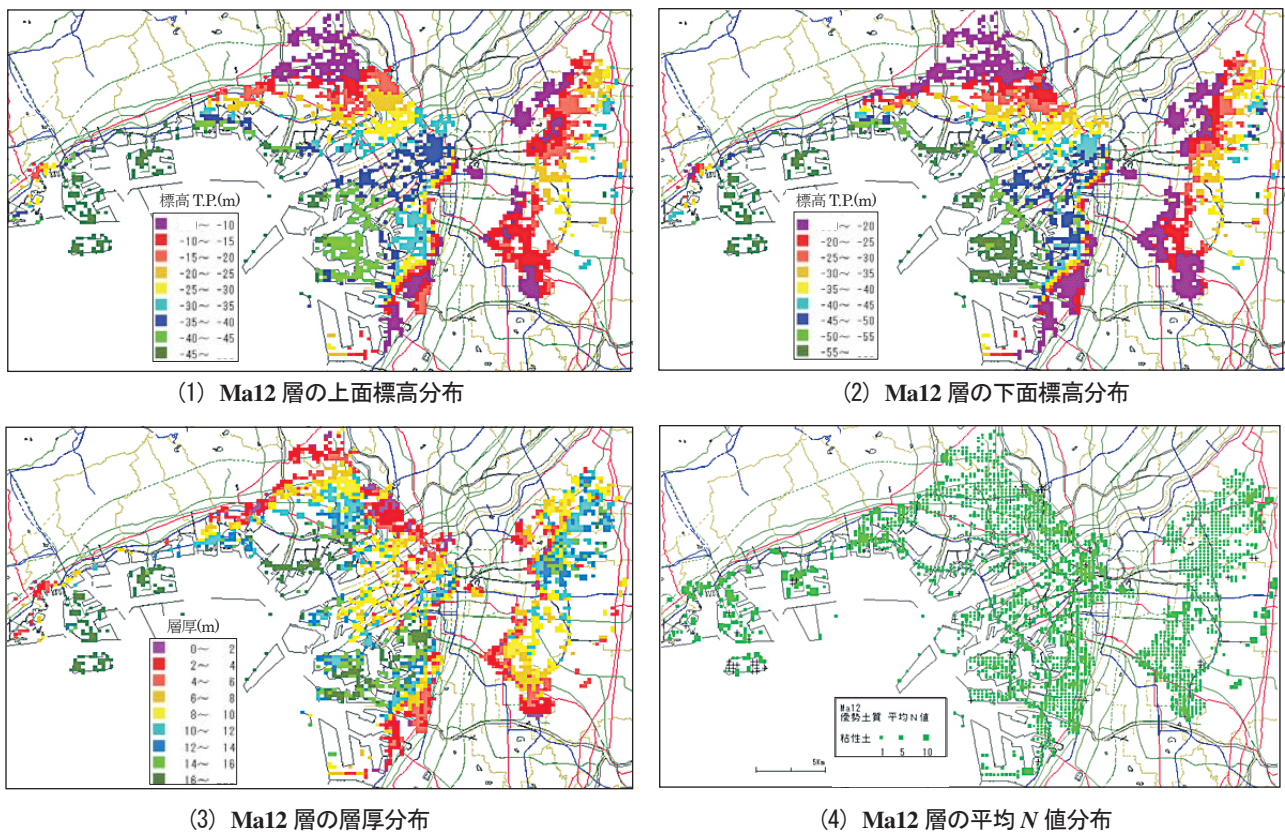 標高 T.P.(m)
～ -10
-10～ -15
-15～ -20
-20～ -25
-25～ -30
-30～ -35
-35～ -40
-40～ -45
-45～
(1) Ma12 層の上面標高分布
標高 T.P.(m)
～ -20
-20～ -25
-25～ -30
-30～ -35
-35～ -40
-40～ -45
-45～ -50
-50～ -55
-55～
(2) Ma12 層の下面標高分布
層厚(m)
0～ 2
2～ 4
4～ 6
6～ 8
8～ 10
10～ 12
12～ 14
14～ 16
16～
(3) Ma12 層の層厚分布
Ma12
優勢土質 平均N値
粘性土
1 5 10
5Km
(4) Ma12 層の平均 N 値分布